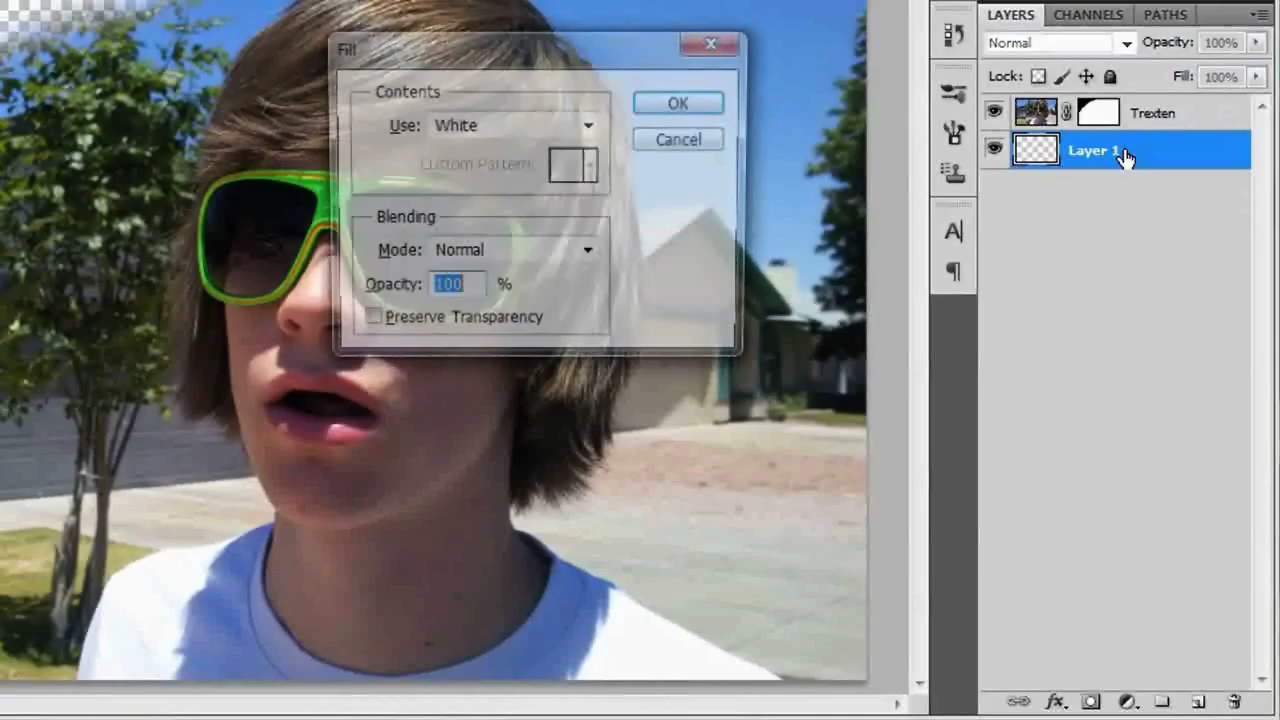 Fill
Contents
Use: White
Custom Pattern:
OK
Cancel
Blending
Mode: Normal
Opacity: 100 %
Preserve Transparency
LAYERS CHANNELS PATHS
Normal Opacity: 100%
Lock: Fill: 100%
Trexten
Layer 1
A
¶
fx